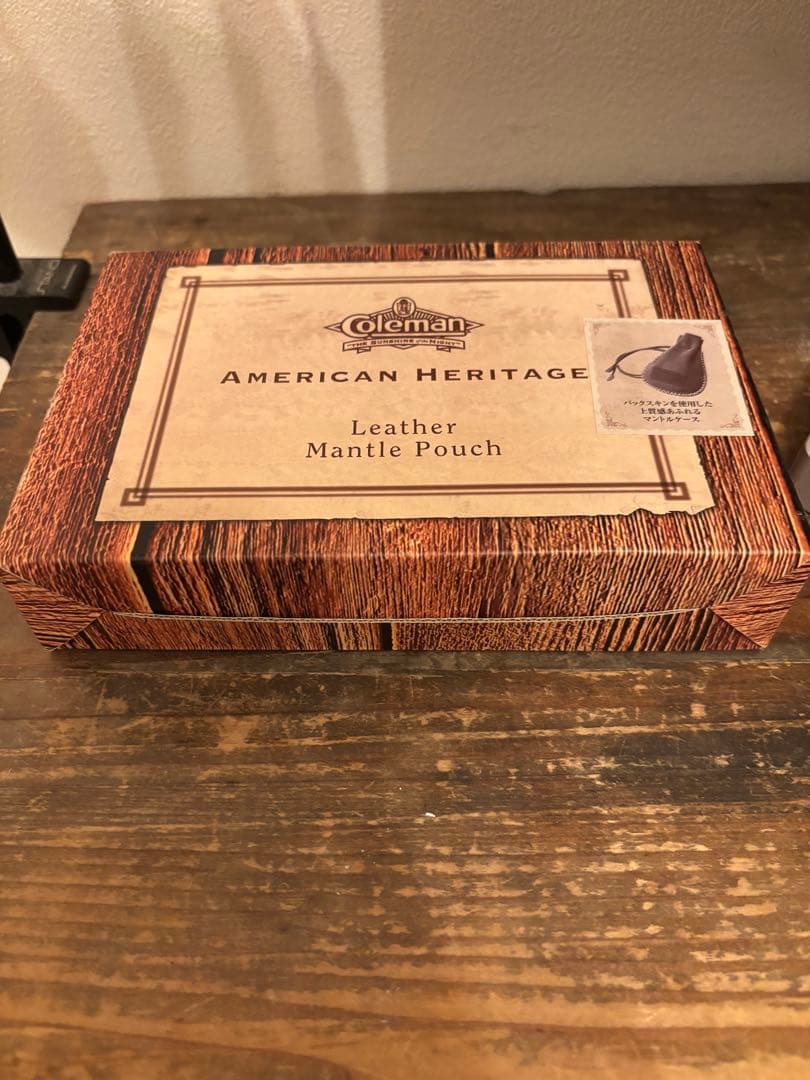 Coleman
"THE SUNSHINE of the NIGHT"
AMERICAN HERITAGE
Leather
Mantle Pouch
バックスキンを使用した
上質感あふれる
マントルケース